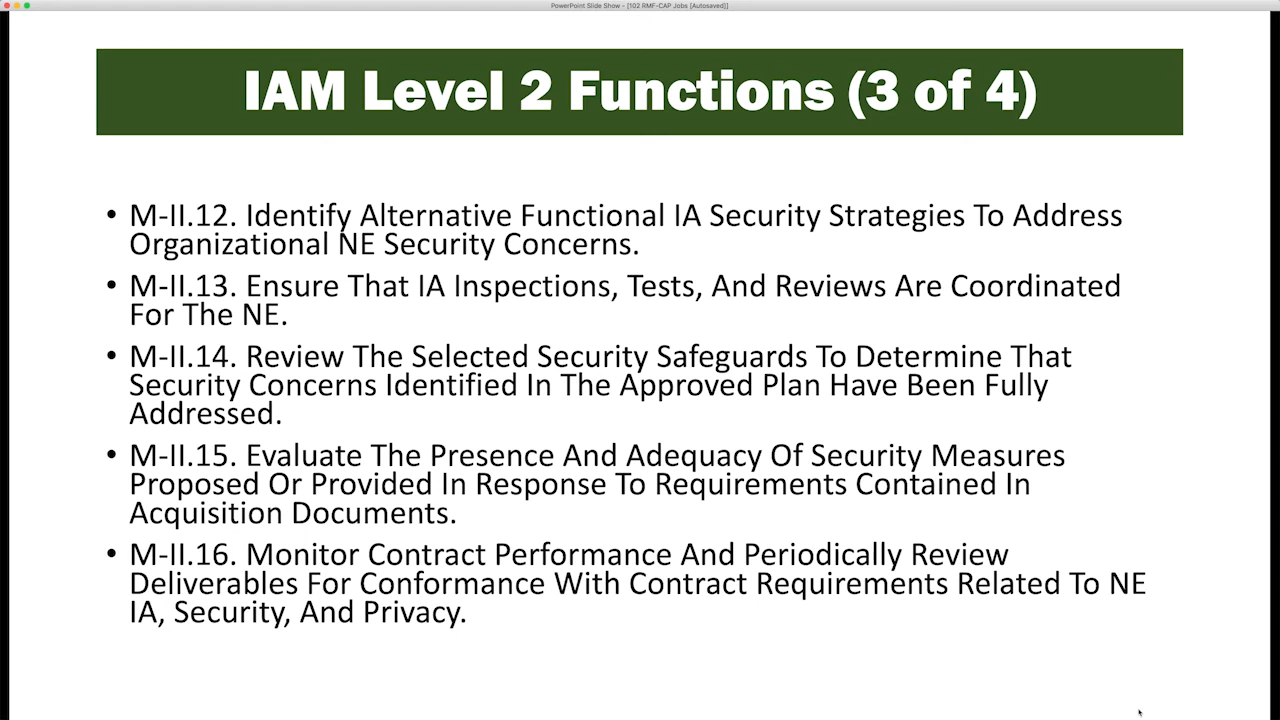 PowerPoint Slide Show - [102 RMF-CAP Jobs [Autosaved]]
IAM Level 2 Functions (3 of 4)
• M-II.12. Identify Alternative Functional IA Security Strategies To Address
Organizational NE Security Concerns.
• M-II.13. Ensure That IA Inspections, Tests, And Reviews Are Coordinated
For The NE.
• M-II.14. Review The Selected Security Safeguards To Determine That
Security Concerns Identified In The Approved Plan Have Been Fully
Addressed.
• M-II.15. Evaluate The Presence And Adequacy Of Security Measures
Proposed Or Provided In Response To Requirements Contained In
Acquisition Documents.
• M-II.16. Monitor Contract Performance And Periodically Review
Deliverables For Conformance With Contract Requirements Related To NE
IA, Security, And Privacy.